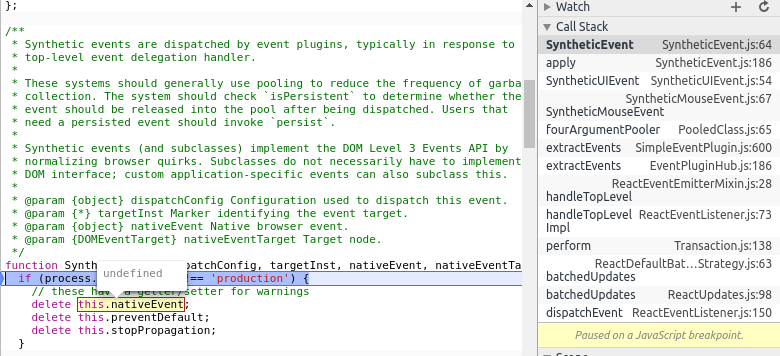 };
/**
* Synthetic events are dispatched by event plugins, typically in response to
* top-level event delegation handler.
*
* These systems should generally use pooling to reduce the frequency of garba
* collection. The system should check `isPersistent` to determine whether the
* event should be released into the pool after being dispatched. Users that
* need a persisted event should invoke `persist`.
*
* Synthetic events (and subclasses) implement the DOM Level 3 Events API by
* normalizing browser quirks. Subclasses do not necessarily have to implement
* DOM interface; custom application-specific events can also subclass this.
*
* @param {object} dispatchConfig Configuration used to dispatch this event.
* @param {*} targetInst Marker identifying the event target.
* @param {object} nativeEvent Native browser event.
* @param {DOMEventTarget} nativeEventTarget Target node.
*/
function Synth patchConfig, targetInst, nativeEvent, nativeEventTa
if (process. == 'production') {
undefined
// these hav a getter/setter for warnings
delete this.nativeEvent;
delete this.preventDefault;
delete this.stopPropagation;
}
Watch
Call Stack
SyntheticEvent SyntheticEvent.js:64
apply SyntheticEvent.js:186
SyntheticUIEvent SyntheticUIEvent.js:54
SyntheticMouseEvent.js:67
SyntheticMouseEvent
fourArgumentPooler PooledClass.js:65
extractEvents SimpleEventPlugin.js:600
extractEvents EventPluginHub.js:186
ReactEventEmitterMixin.js:28
handleTopLevel
handleTopLevel ReactEventListener.js:73
Impl
perform Transaction.js:138
ReactDefaultBat…Strategy.js:63
batchedUpdates
batchedUpdates ReactUpdates.js:98
dispatchEvent ReactEventListener.js:150
Paused on a JavaScript breakpoint.